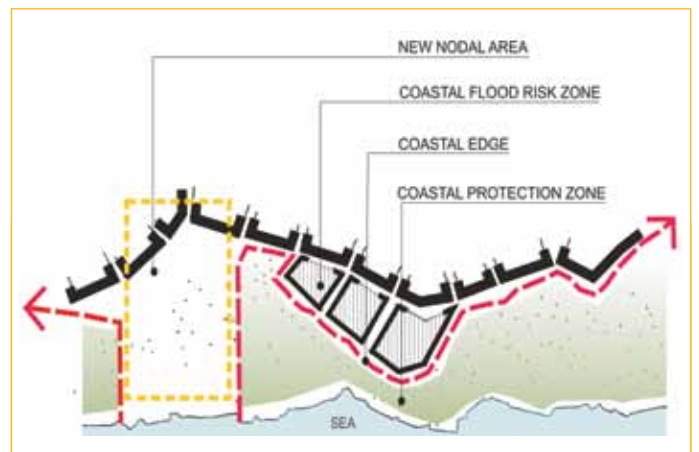 NEW NODAL AREA
COASTAL FLOOD RISK ZONE
COASTAL EDGE
COASTAL PROTECTION ZONE
SEA